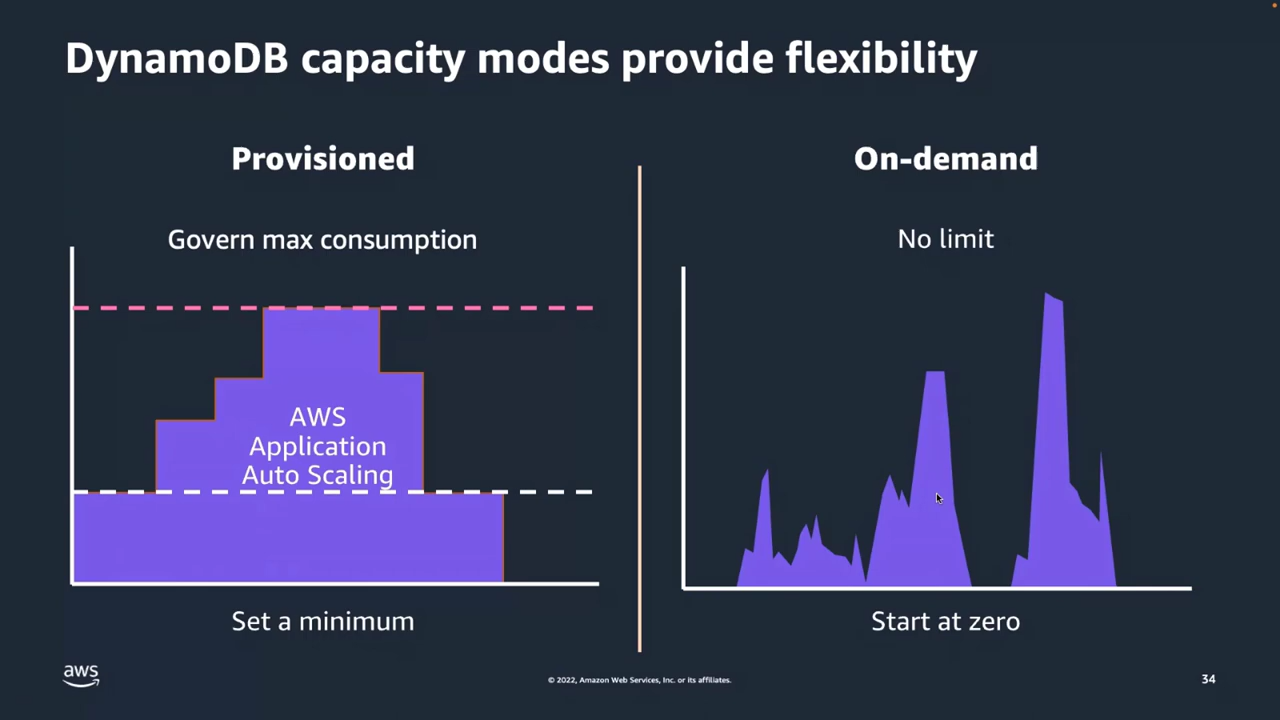 DynamoDB capacity modes provide flexibility
Provisioned
Govern max consumption
AWS
Application
Auto Scaling
Set a minimum
On-demand
No limit
Start at zero
aws
© 2022, Amazon Web Services, Inc. or its affiliates.
34